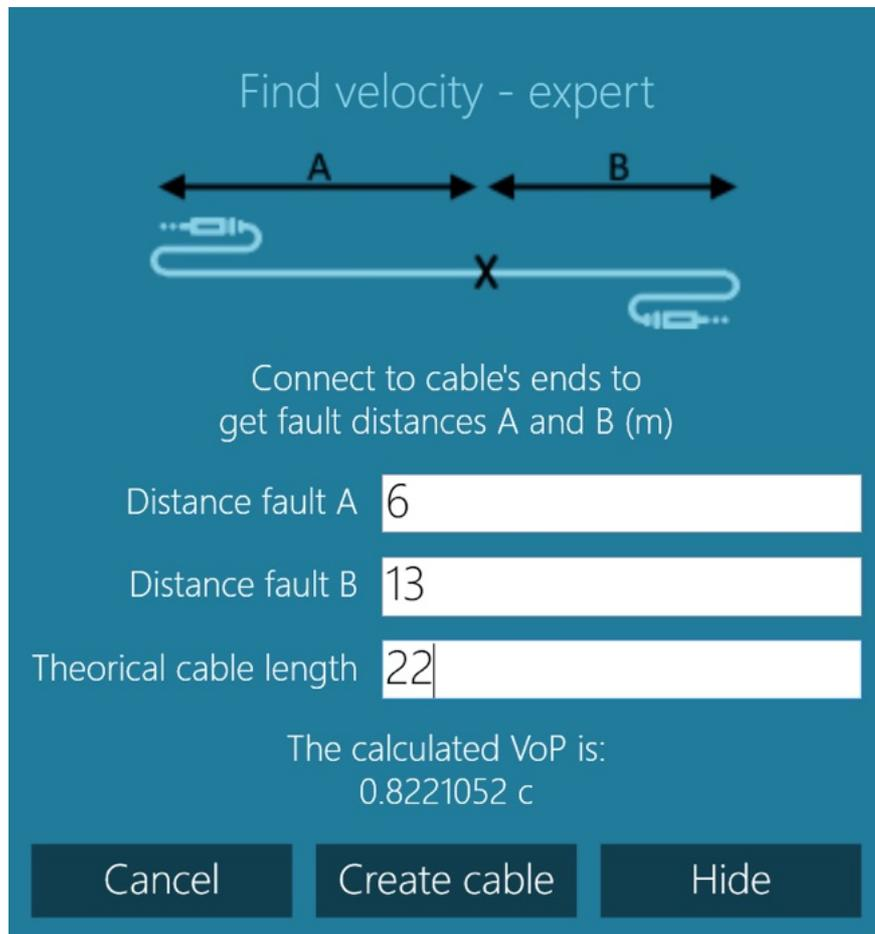 Find velocity - expert
A B
X
Connect to cable's ends to
get fault distances A and B (m)
Distance fault A 6
Distance fault B 13
Theorical cable length 22
The calculated VoP is:
0.8221052 c
Cancel Create cable Hide